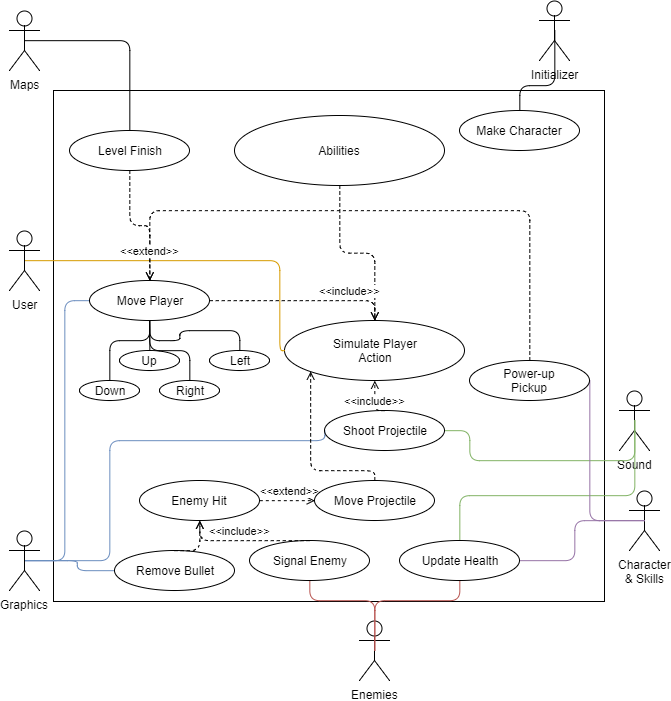 Maps
Initializer
Make Character
Level Finish
Abilities
<<extend>>
User
<<include>>
Move Player
Simulate Player
Action
Up
Left
Down
Right
Power-up
Pickup
<<include>>
Shoot Projectile
Sound
<<extend>>
Enemy Hit
Move Projectile
<<include>>
Remove Bullet
Signal Enemy
Update Health
Character
& Skills
Graphics
Enemies